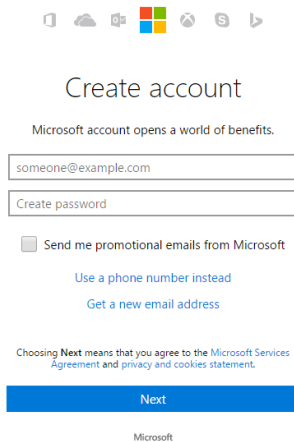 Create account
Microsoft account opens a world of benefits.
someone@example.com
Create password
Send me promotional emails from Microsoft
Use a phone number instead
Get a new email address
Choosing Next means that you agree to the Microsoft Services
Agreement and privacy and cookies statement.
Next
Microsoft